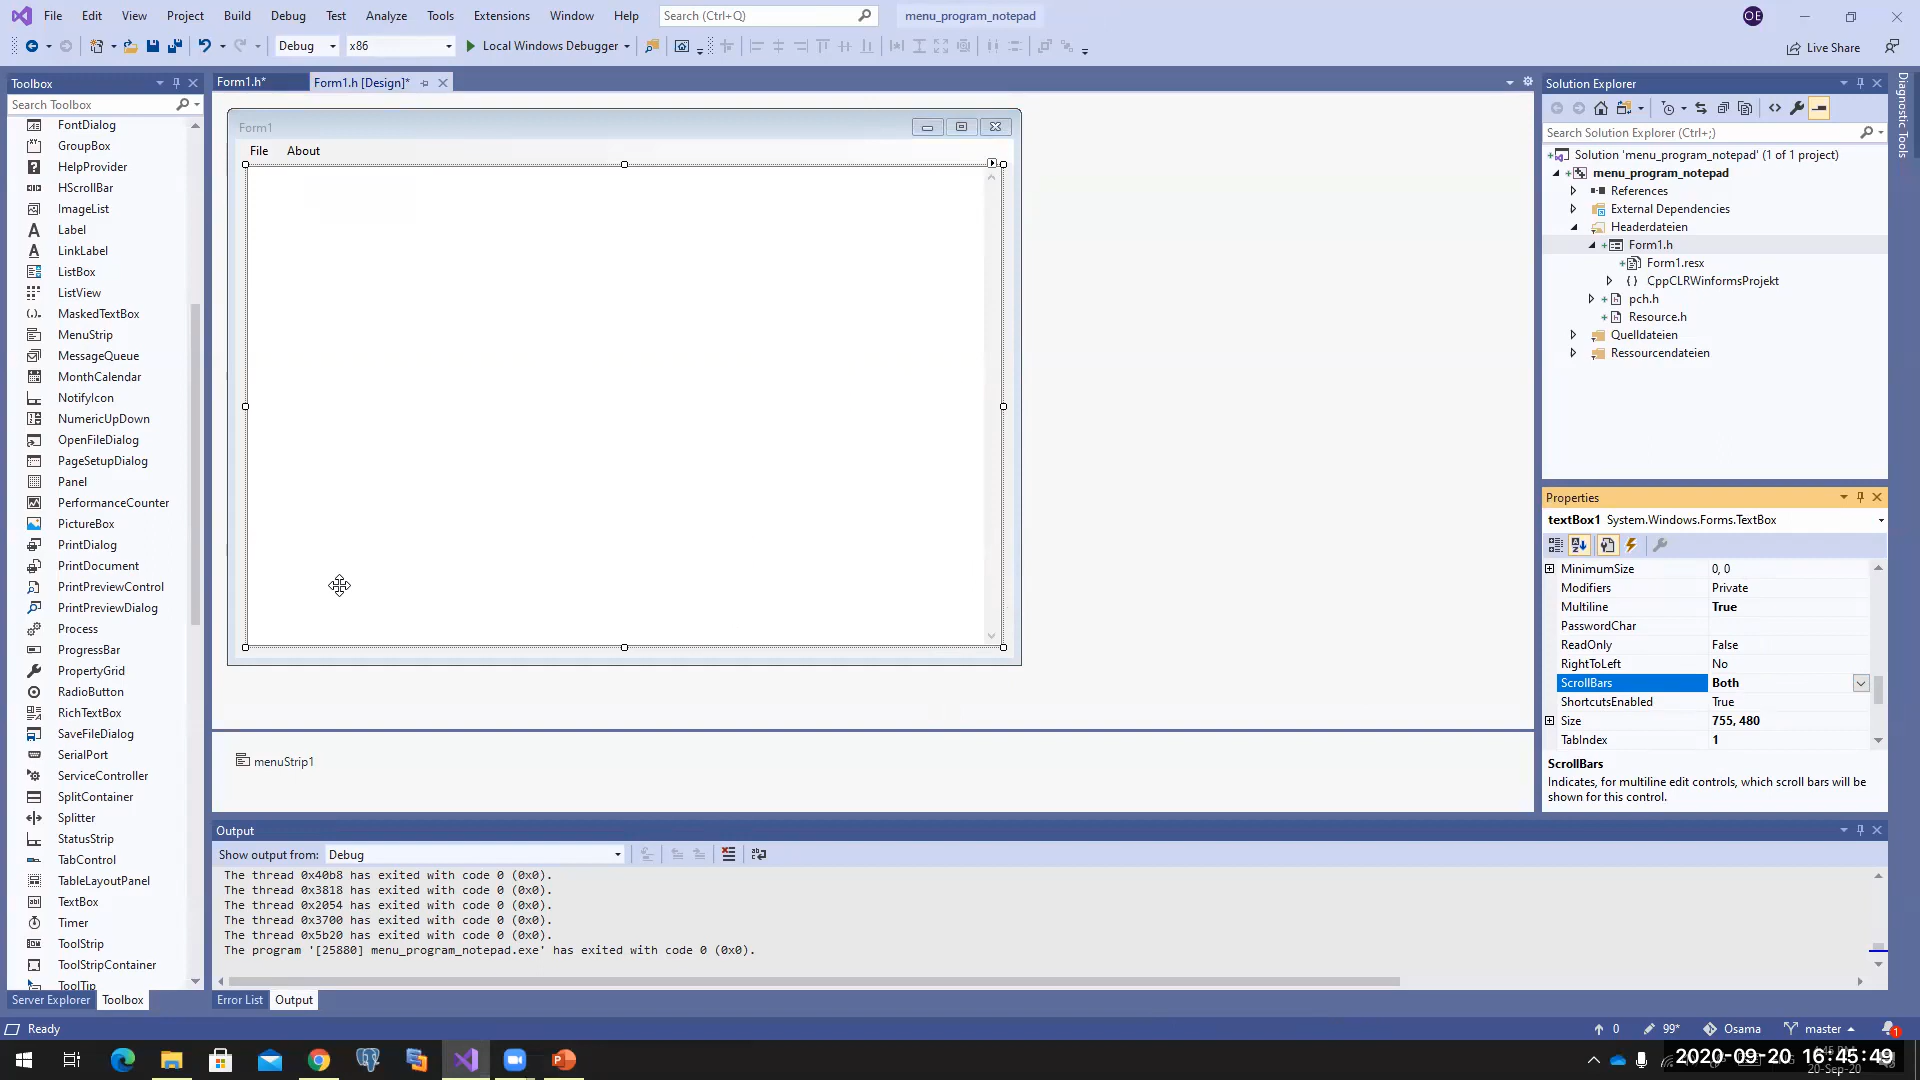 File Edit View Project Build Debug Test Analyze Tools Extensions Window Help Search (Ctrl+Q) menu_program_notepad OE
Debug x86 Local Windows Debugger Live Share
Toolbox
Search Toolbox
FontDialog
GroupBox
HelpProvider
HScrollBar
ImageList
Label
LinkLabel
ListBox
ListView
MaskedTextBox
MenuStrip
MessageQueue
MonthCalendar
NotifyIcon
NumericUpDown
OpenFileDialog
PageSetupDialog
Panel
PerformanceCounter
PictureBox
PrintDialog
PrintDocument
PrintPreviewControl
PrintPreviewDialog
Process
ProgressBar
PropertyGrid
RadioButton
RichTextBox
SaveFileDialog
SerialPort
ServiceController
SplitContainer
Splitter
StatusStrip
TabControl
TableLayoutPanel
TextBox
Timer
ToolStrip
ToolStripContainer
ToolTip
Server Explorer Toolbox
Form1.h* Form1.h [Design]*
Form1
File About
menuStrip1
Output
Show output from: Debug
The thread 0x40b8 has exited with code 0 (0x0).
The thread 0x3818 has exited with code 0 (0x0).
The thread 0x2054 has exited with code 0 (0x0).
The thread 0x3700 has exited with code 0 (0x0).
The thread 0x5b20 has exited with code 0 (0x0).
The program '[25880] menu_program_notepad.exe' has exited with code 0 (0x0).
Error List Output
Solution Explorer
Search Solution Explorer (Ctrl+;)
Solution 'menu_program_notepad' (1 of 1 project)
menu_program_notepad
References
External Dependencies
Headerdateien
Form1.h
Form1.resx
CppCLRWinformsProjekt
pch.h
Resource.h
Quelldateien
Ressourcendateien
Properties
textBox1 System.Windows.Forms.TextBox
MinimumSize 0, 0
Modifiers Private
Multiline True
PasswordChar
ReadOnly False
RightToLeft No
ScrollBars Both
ShortcutsEnabled True
Size 755, 480
TabIndex 1
ScrollBars
Indicates, for multiline edit controls, which scroll bars will be
shown for this control.
Diagnostic Tools
Ready 0 99* Osama master 1
2020-09-20 16:45:49
20-Sep-20